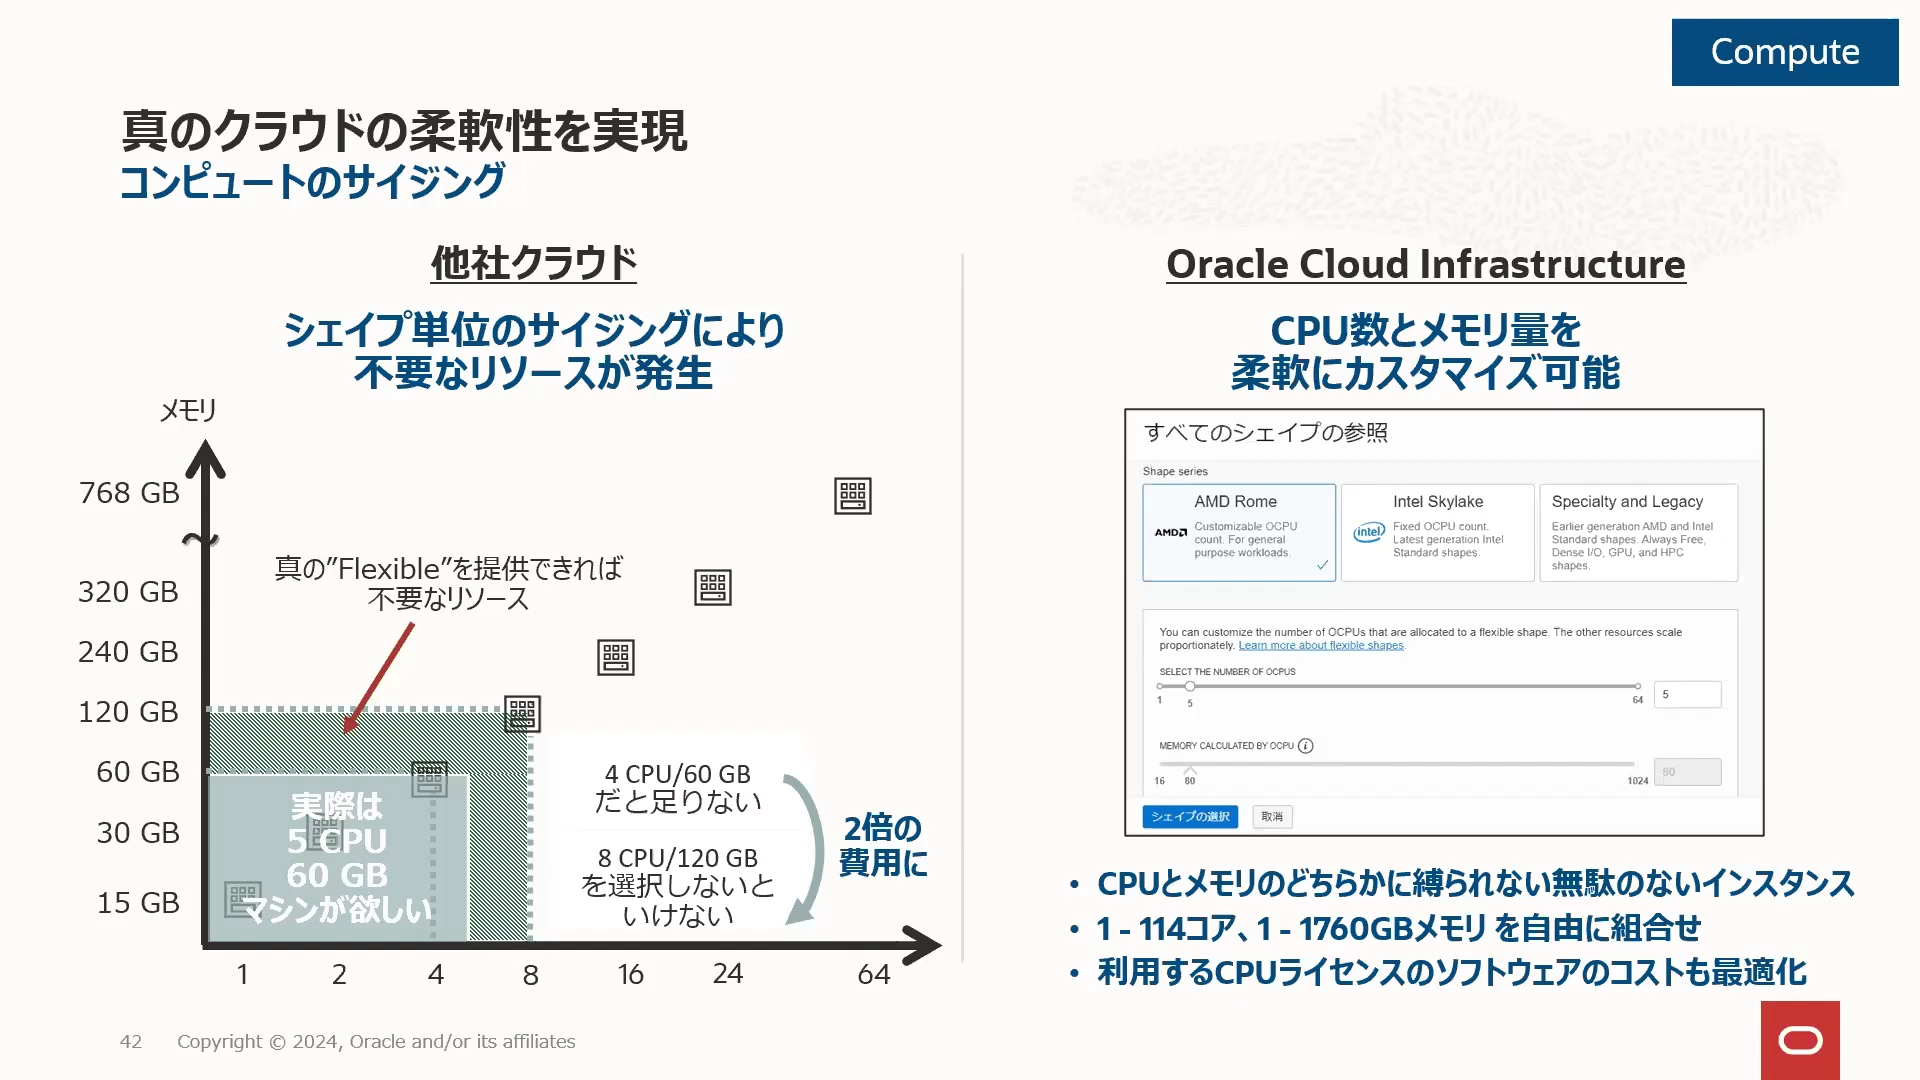 Compute
真のクラウドの柔軟性を実現
コンピュートのサイジング
他社クラウド
シェイプ単位のサイジングにより
不要なリソースが発生
メモリ
768 GB
320 GB
240 GB
120 GB
60 GB
30 GB
15 GB
真の”Flexible”を提供できれば
不要なリソース
実際は
5 CPU
60 GB
マシンが欲しい
4 CPU/60 GB
だと足りない
8 CPU/120 GB
を選択しないと
いけない
2倍の
費用に
1 2 4 8 16 24 64
Oracle Cloud Infrastructure
CPU数とメモリ量を
柔軟にカスタマイズ可能
すべてのシェイプの参照
Shape series
AMD Rome
AMD
Customizable OCPU
count. For general
purpose workloads.
Intel Skylake
intel
Fixed OCPU count.
Latest generation Intel
Standard shapes.
Specialty and Legacy
Earlier generation AMD and Intel
Standard shapes. Always Free,
Dense I/O, GPU, and HPC
shapes.
You can customize the number of OCPUs that are allocated to a flexible shape. The other resources scale
proportionately. Learn more about flexible shapes.
SELECT THE NUMBER OF OCPUS
1 5 64 5
MEMORY CALCULATED BY OCPU i
16 80 1024 80
シェイプの選択 取消
• CPUとメモリのどちらかに縛られない無駄のないインスタンス
• 1 - 114コア、1 - 1760GBメモリ を自由に組合せ
• 利用するCPUライセンスのソフトウェアのコストも最適化
42 Copyright © 2024, Oracle and/or its affiliates